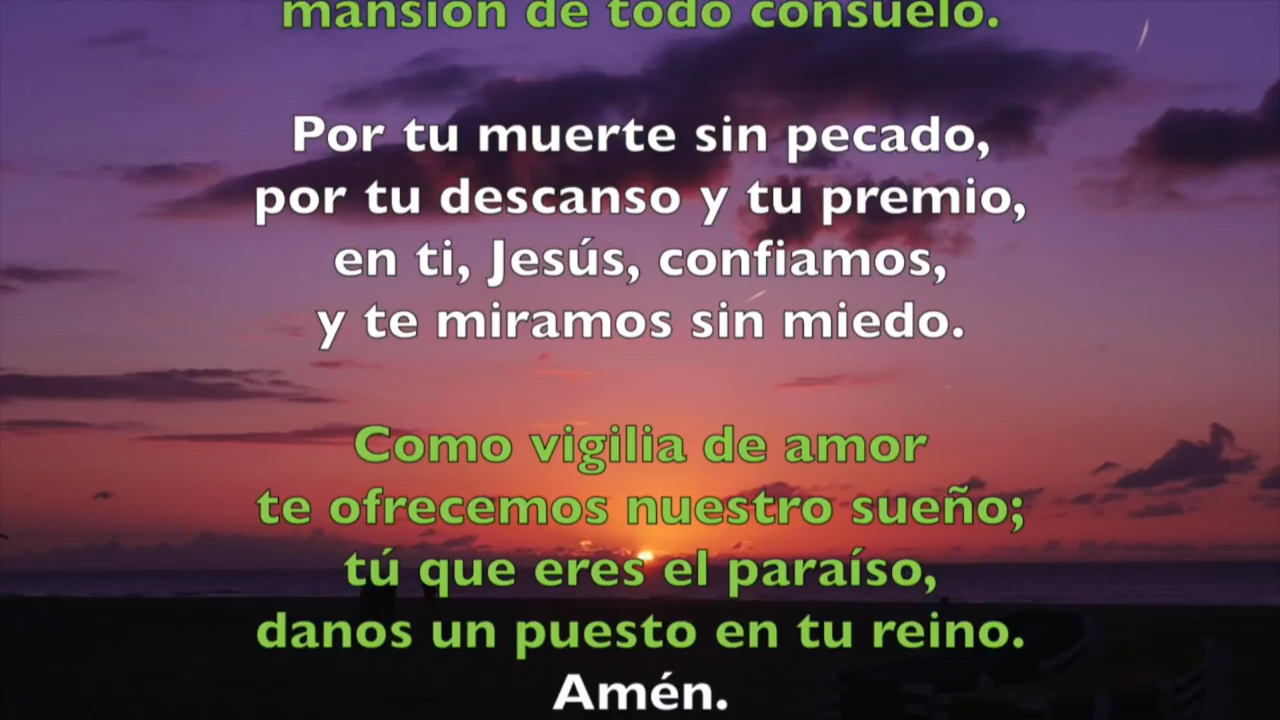 mansión de todo consuelo.
Por tu muerte sin pecado,
por tu descanso y tu premio,
en ti, Jesús, confiamos,
y te miramos sin miedo.
Como vigilia de amor
te ofrecemos nuestro sueño;
tú que eres el paraíso,
danos un puesto en tu reino.
Amén.